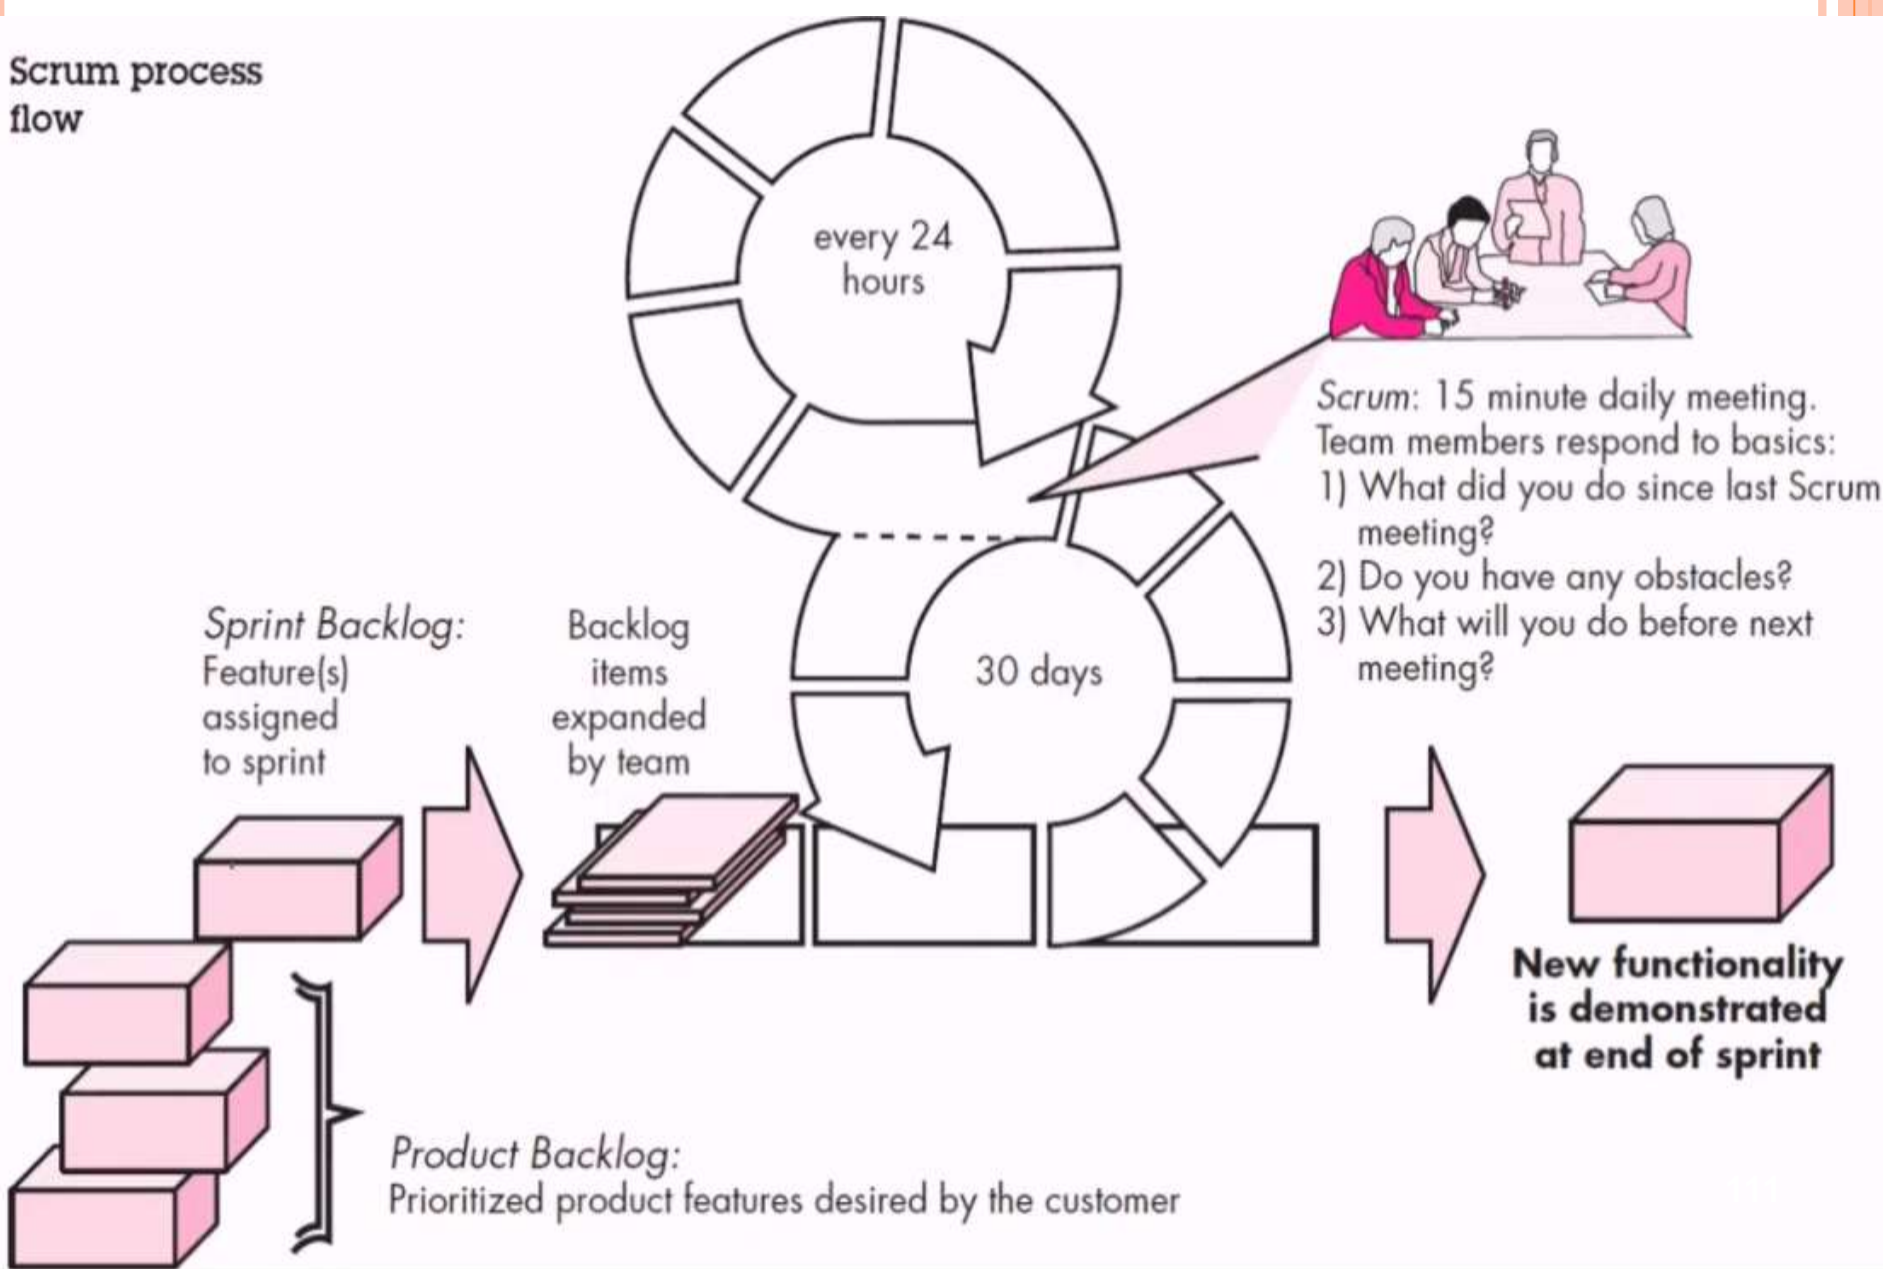 Scrum process
flow
every 24
hours
Scrum: 15 minute daily meeting.
Team members respond to basics:
1) What did you do since last Scrum
meeting?
2) Do you have any obstacles?
3) What will you do before next
meeting?
Sprint Backlog:
Feature(s)
assigned
to sprint
Backlog
items
expanded
by team
30 days
New functionality
is demonstrated
at end of sprint
Product Backlog:
Prioritized product features desired by the customer